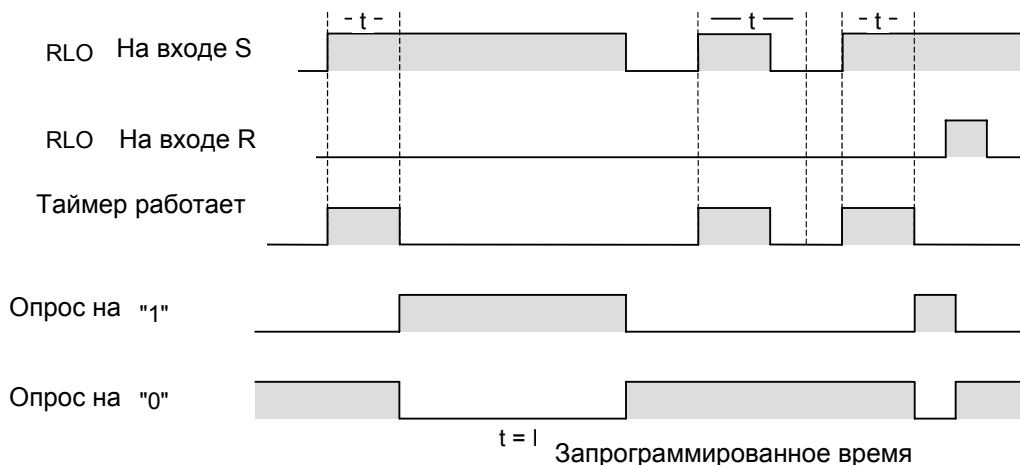 t t t
RLO На входе S
RLO На входе R
Таймер работает
Опрос на "1"
Опрос на "0"
t = I
Запрограммированное время